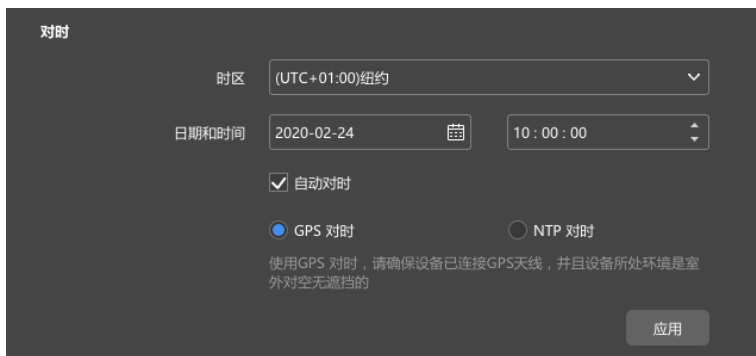 对时
时区 (UTC+01:00)纽约
日期和时间 2020-02-24 10 : 00 : 00
自动对时
GPS 对时 NTP 对时
使用GPS 对时，请确保设备已连接GPS天线，并且设备所处环境是室
外对空无遮挡的
应用